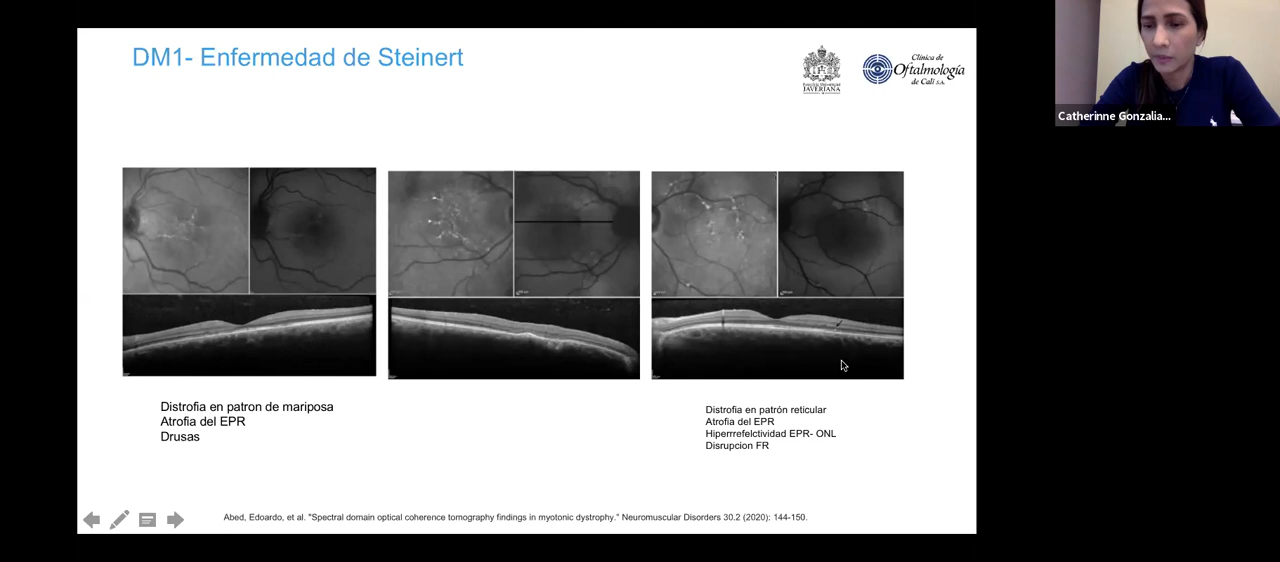 DM1- Enfermedad de Steinert
JAVERIANA
Clínica de
Oftalmología
de Cali S.A.
Catherinne Gonzalia...
Distrofia en patron de mariposa
Atrofia del EPR
Drusas
Distrofia en patrón reticular
Atrofia del EPR
Hiperrrefelctividad EPR- ONL
Disrupcion FR
Abed, Edoardo, et al. "Spectral domain optical coherence tomography findings in myotonic dystrophy." Neuromuscular Disorders 30.2 (2020): 144-150.